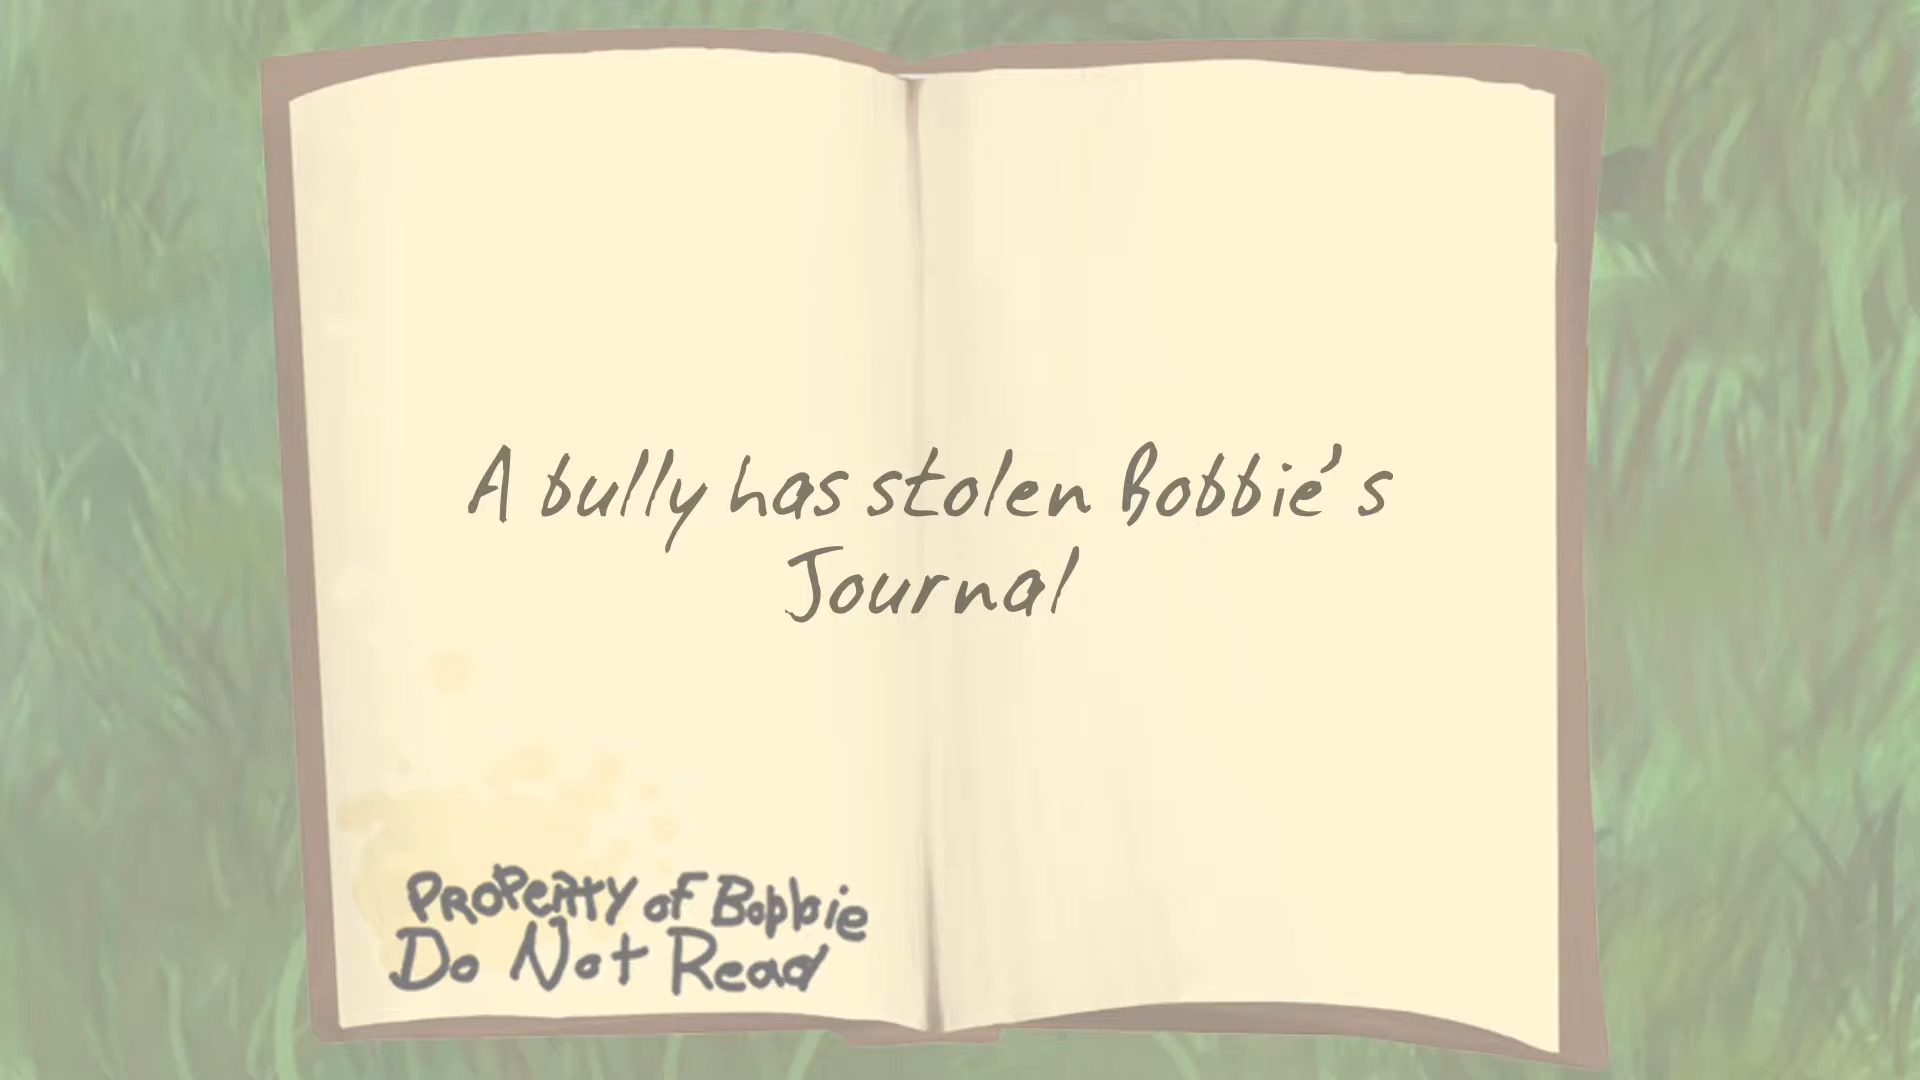 A bully has stolen Bobbie's
Journal
Property of Bobbie
Do Not Read